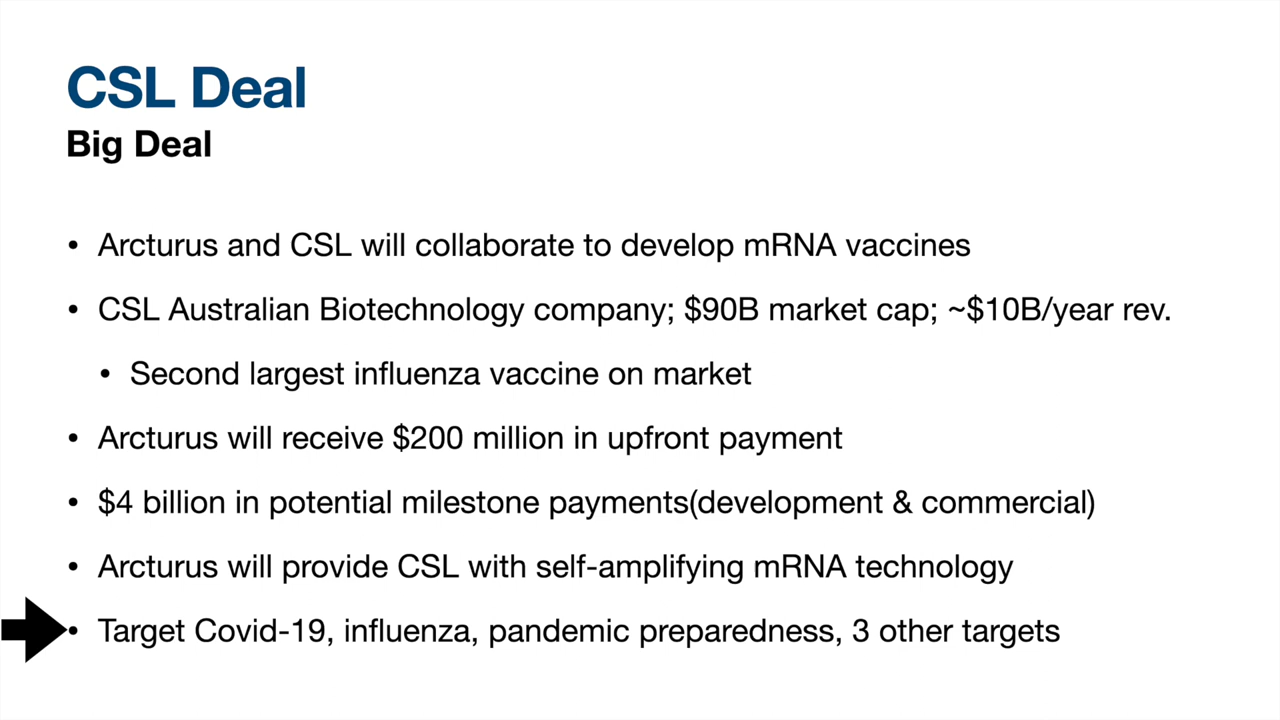 CSL Deal
Big Deal
• Arcturus and CSL will collaborate to develop mRNA vaccines
• CSL Australian Biotechnology company; $90B market cap; ~$10B/year rev.
• Second largest influenza vaccine on market
• Arcturus will receive $200 million in upfront payment
• $4 billion in potential milestone payments(development & commercial)
• Arcturus will provide CSL with self-amplifying mRNA technology
• Target Covid-19, influenza, pandemic preparedness, 3 other targets